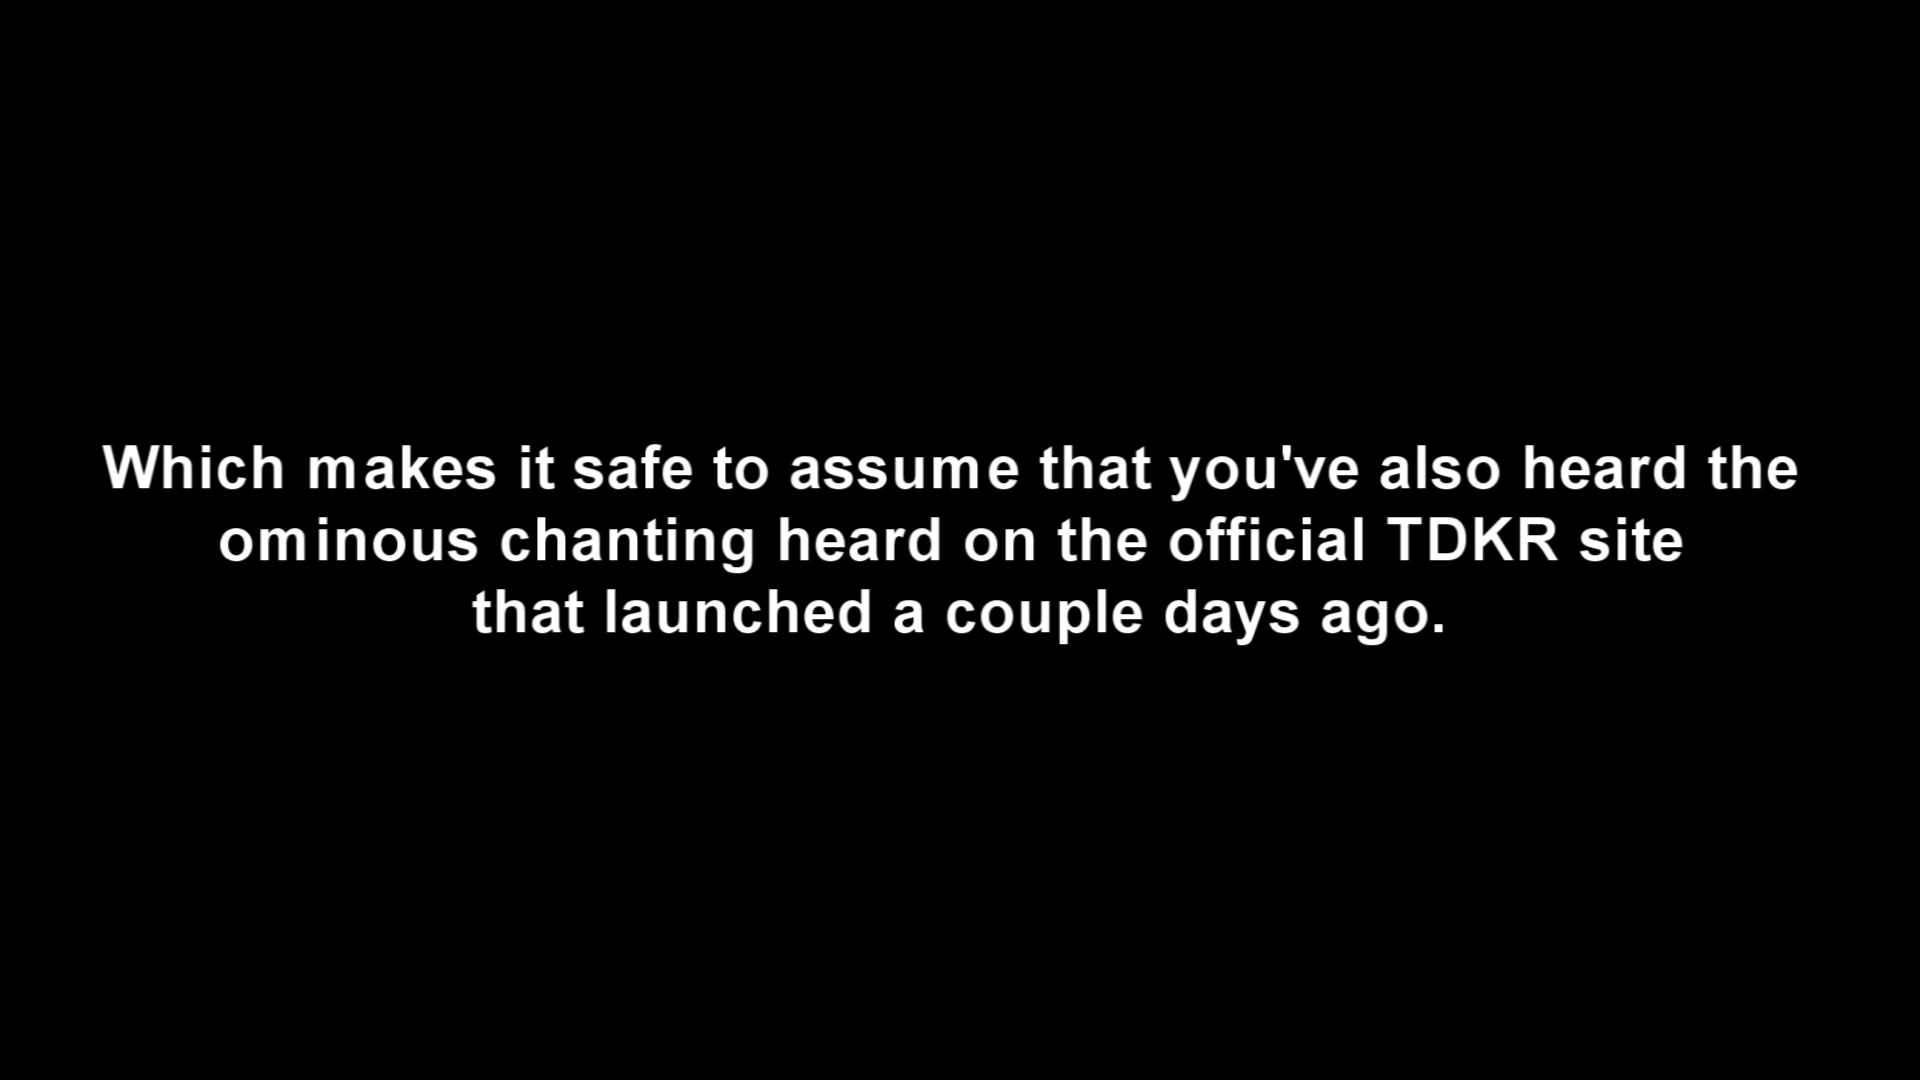 Which makes it safe to assume that you've also heard the
ominous chanting heard on the official TDKR site
that launched a couple days ago.